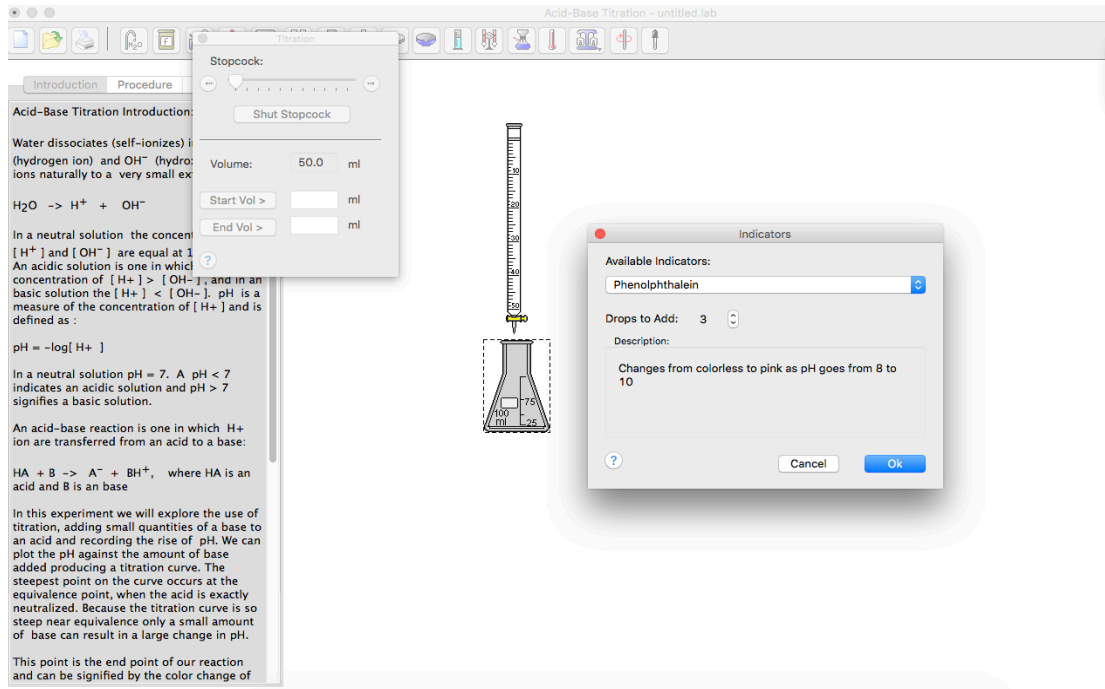 Acid-Base Titration - untitled.lab
H₂O
Introduction Procedure
Acid-Base Titration Introduction:
Water dissociates (self-ionizes)
(hydrogen ion) and OH⁻
ions naturally to a very small
H₂O -> H⁺ + OH⁻
In a neutral solution the
[ H⁺ ] and [ OH⁻ ] are equal at
An acidic solution is one in which
concentration of [ H+ ] > [ OH- ], and in an
basic solution the [ H+ ] < [ OH- ]. pH is a
measure of the concentration of [ H+ ] and is
defined as :
pH = -log[ H+ ]
In a neutral solution pH = 7. A pH < 7
indicates an acidic solution and pH > 7
signifies a basic solution.
An acid-base reaction is one in which H+
ion are transferred from an acid to a base:
HA + B -> A⁻ + BH⁺, where HA is an
acid and B is an base
In this experiment we will explore the use of
titration, adding small quantities of a base to
an acid and recording the rise of pH. We can
plot the pH against the amount of base
added producing a titration curve. The
steepest point on the curve occurs at the
equivalence point, when the acid is exactly
neutralized. Because the titration curve is so
steep near equivalence only a small amount
of base can result in a large change in pH.
This point is the end point of our reaction
and can be signified by the color change of
Titration
Stopcock:
Shut Stopcock
Volume: 50.0 ml
Start Vol > ml
End Vol > ml
?
10
20
30
40
50
75
100
ml 25
Indicators
Available Indicators:
Phenolphthalein
Drops to Add: 3
Description:
Changes from colorless to pink as pH goes from 8 to
10
?
Cancel Ok